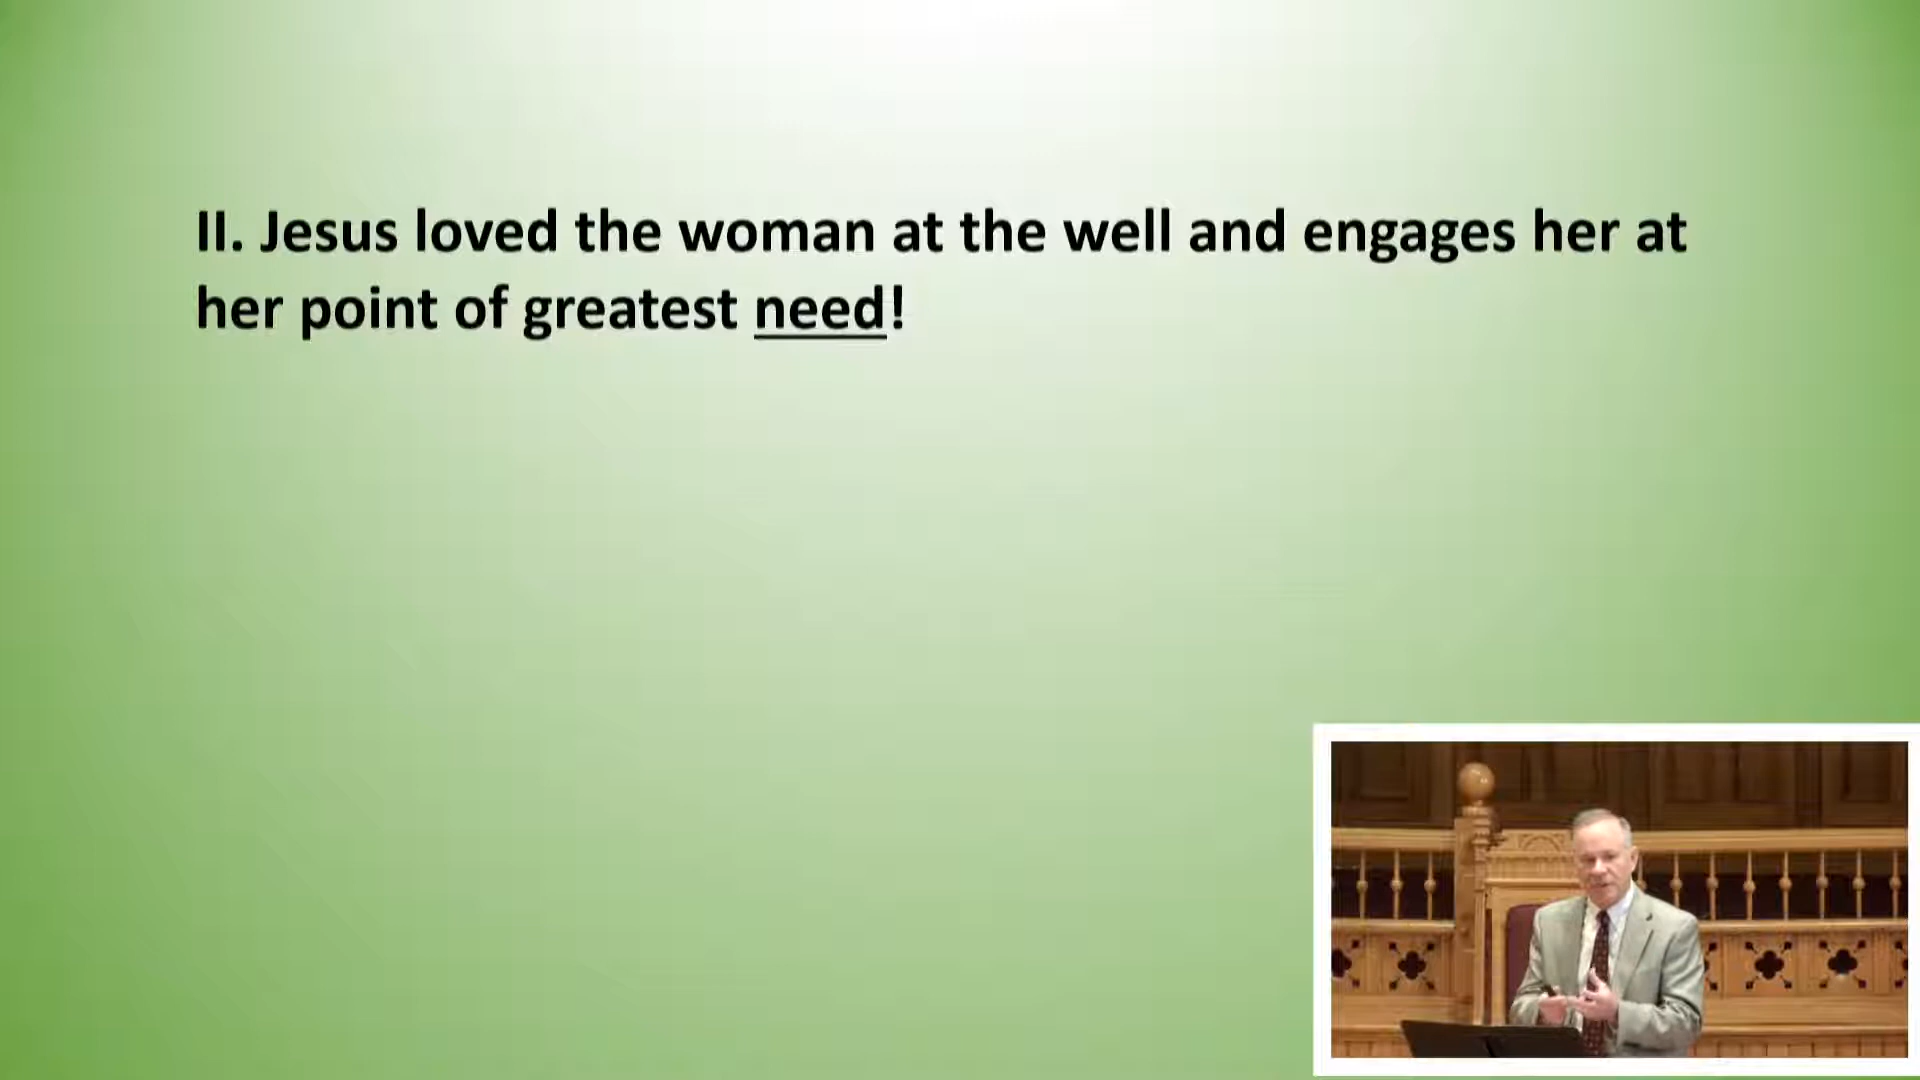 II. Jesus loved the woman at the well and engages her at
her point of greatest need!